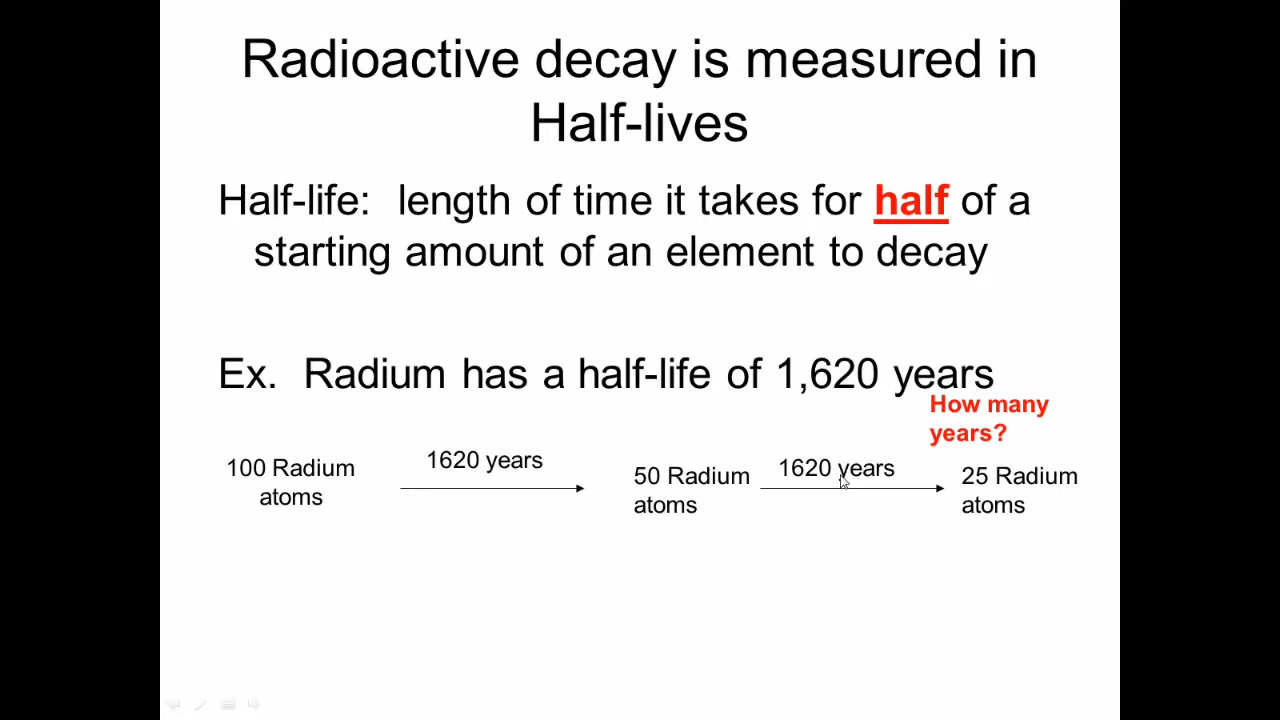 Radioactive decay is measured in
Half-lives
Half-life: length of time it takes for half of a
starting amount of an element to decay
Ex. Radium has a half-life of 1,620 years
How many
years?
100 Radium
atoms
1620 years
50 Radium
atoms
1620 years
25 Radium
atoms